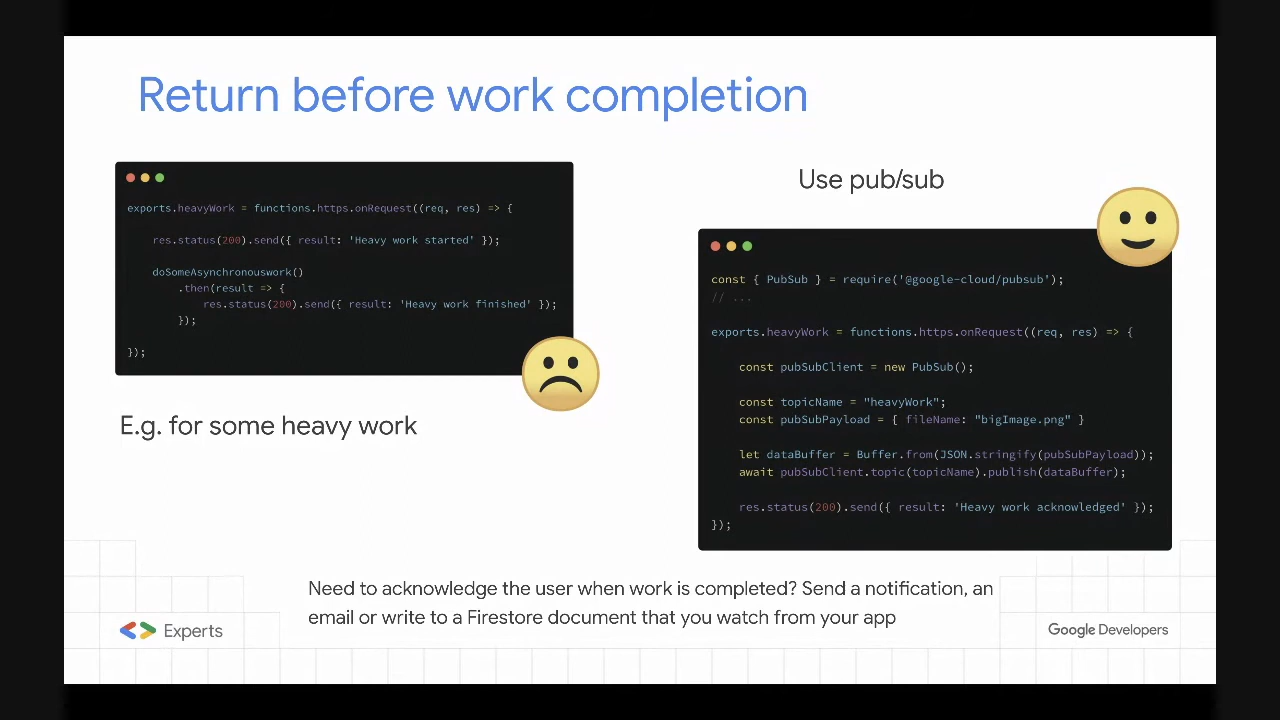 Return before work completion
exports.heavyWork = functions.https.onRequest((req, res) => {
res.status(200).send({ result: 'Heavy work started' });
doSomeAsynchronouswork()
.then(result => {
res.status(200).send({ result: 'Heavy work finished' });
});
});
E.g. for some heavy work
Use pub/sub
const { PubSub } = require('@google-cloud/pubsub');
// ...
exports.heavyWork = functions.https.onRequest((req, res) => {
const pubSubClient = new PubSub();
const topicName = "heavyWork";
const pubSubPayload = { fileName: "bigImage.png" }
let dataBuffer = Buffer.from(JSON.stringify(pubSubPayload));
await pubSubClient.topic(topicName).publish(dataBuffer);
res.status(200).send({ result: 'Heavy work acknowledged' });
});
Need to acknowledge the user when work is completed? Send a notification, an
email or write to a Firestore document that you watch from your app
Experts
Google Developers